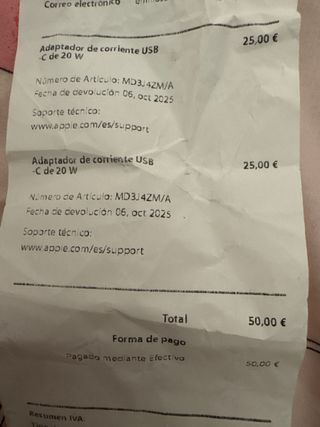 Correo electrónico
Adaptador de corriente USB 25,00 €
-C de 20 W
Número de Artículo: MD3J4ZM/A
Fecha de devolución 06, oct 2025
Soporte técnico:
www.apple.com/es/support
Adaptador de corriente USB 25,00 €
-C de 20 W
Número de Artículo: MD3J4ZM/A
Fecha de devolución 06, oct 2025
Soporte técnico:
www.apple.com/es/support
Total 50,00 €
Forma de pago
Pagado mediante Efectivo 50,00 €
Resumen IVA: